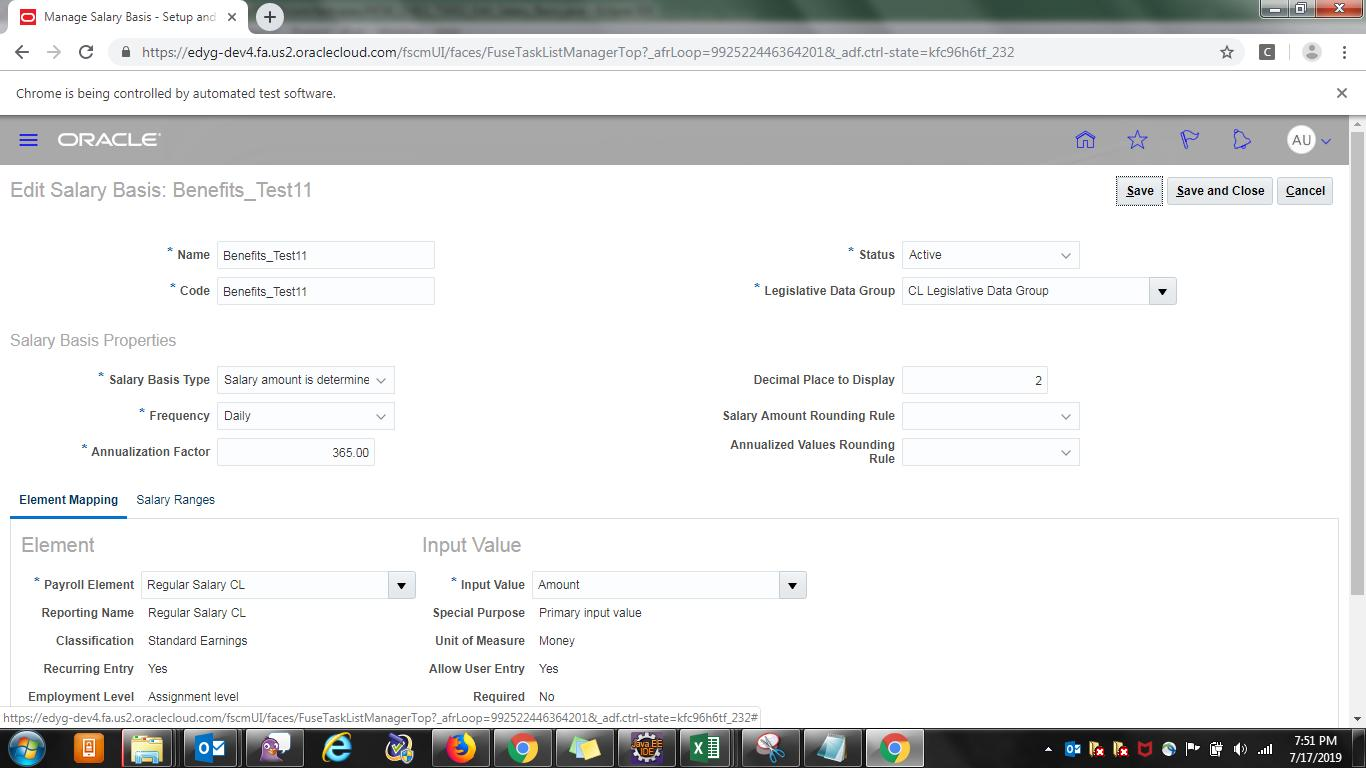 Manage Salary Basis - Setup and
https://edyg-dev4.fa.us2.oraclecloud.com/fscmUI/faces/FuseTaskListManagerTop?_afrLoop=992522446364201&_adf.ctrl-state=kfc96h6tf_232
C
Chrome is being controlled by automated test software.
ORACLE
AU
Edit Salary Basis: Benefits_Test11
Save Save and Close Cancel
* Name Benefits_Test11
* Status Active
* Code Benefits_Test11
* Legislative Data Group CL Legislative Data Group
Salary Basis Properties
* Salary Basis Type Salary amount is determine
Decimal Place to Display 2
* Frequency Daily
Salary Amount Rounding Rule
* Annualization Factor 365.00
Annualized Values Rounding
Rule
Element Mapping Salary Ranges
Element Input Value
* Payroll Element Regular Salary CL
* Input Value Amount
Reporting Name Regular Salary CL
Special Purpose Primary input value
Classification Standard Earnings
Unit of Measure Money
Recurring Entry Yes
Allow User Entry Yes
Employment Level Assignment level
Required No
https://edyg-dev4.fa.us2.oraclecloud.com/fscmUI/faces/FuseTaskListManagerTop?_afrLoop=992522446364201&_adf.ctrl-state=kfc96h6tf_232#
Java EE
IDE
7:51 PM
7/17/2019